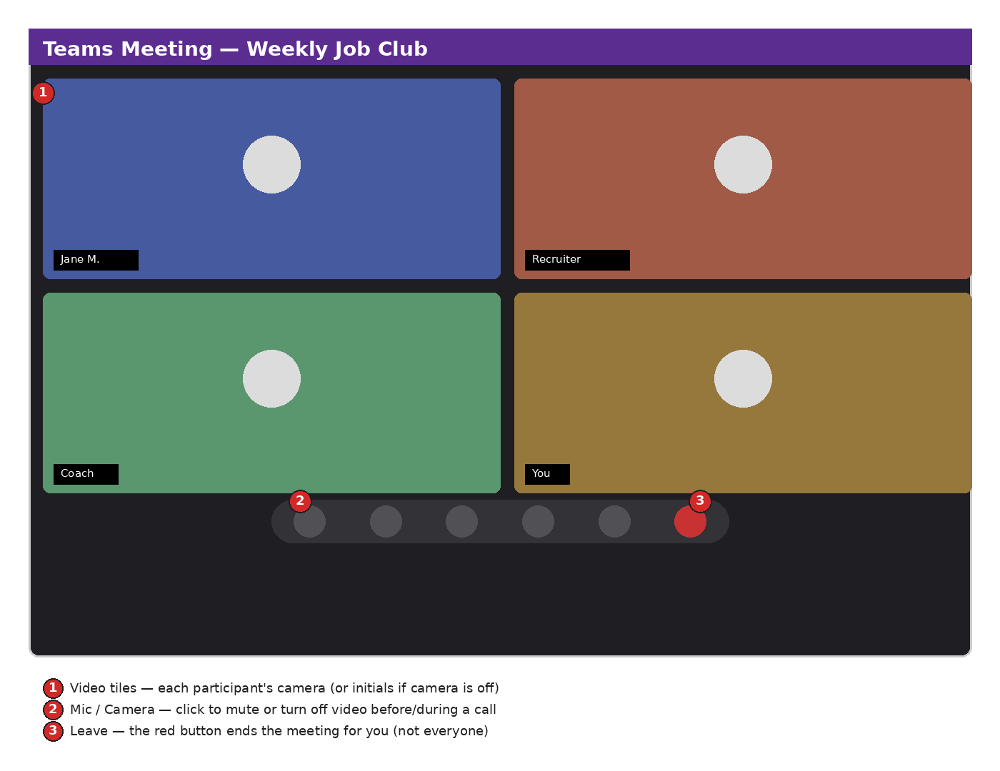 Teams Meeting — Weekly Job Club
1
Jane M.
Recruiter
Coach
You
2
3
1 Video tiles — each participant's camera (or initials if camera is off)
2 Mic / Camera — click to mute or turn off video before/during a call
3 Leave — the red button ends the meeting for you (not everyone)